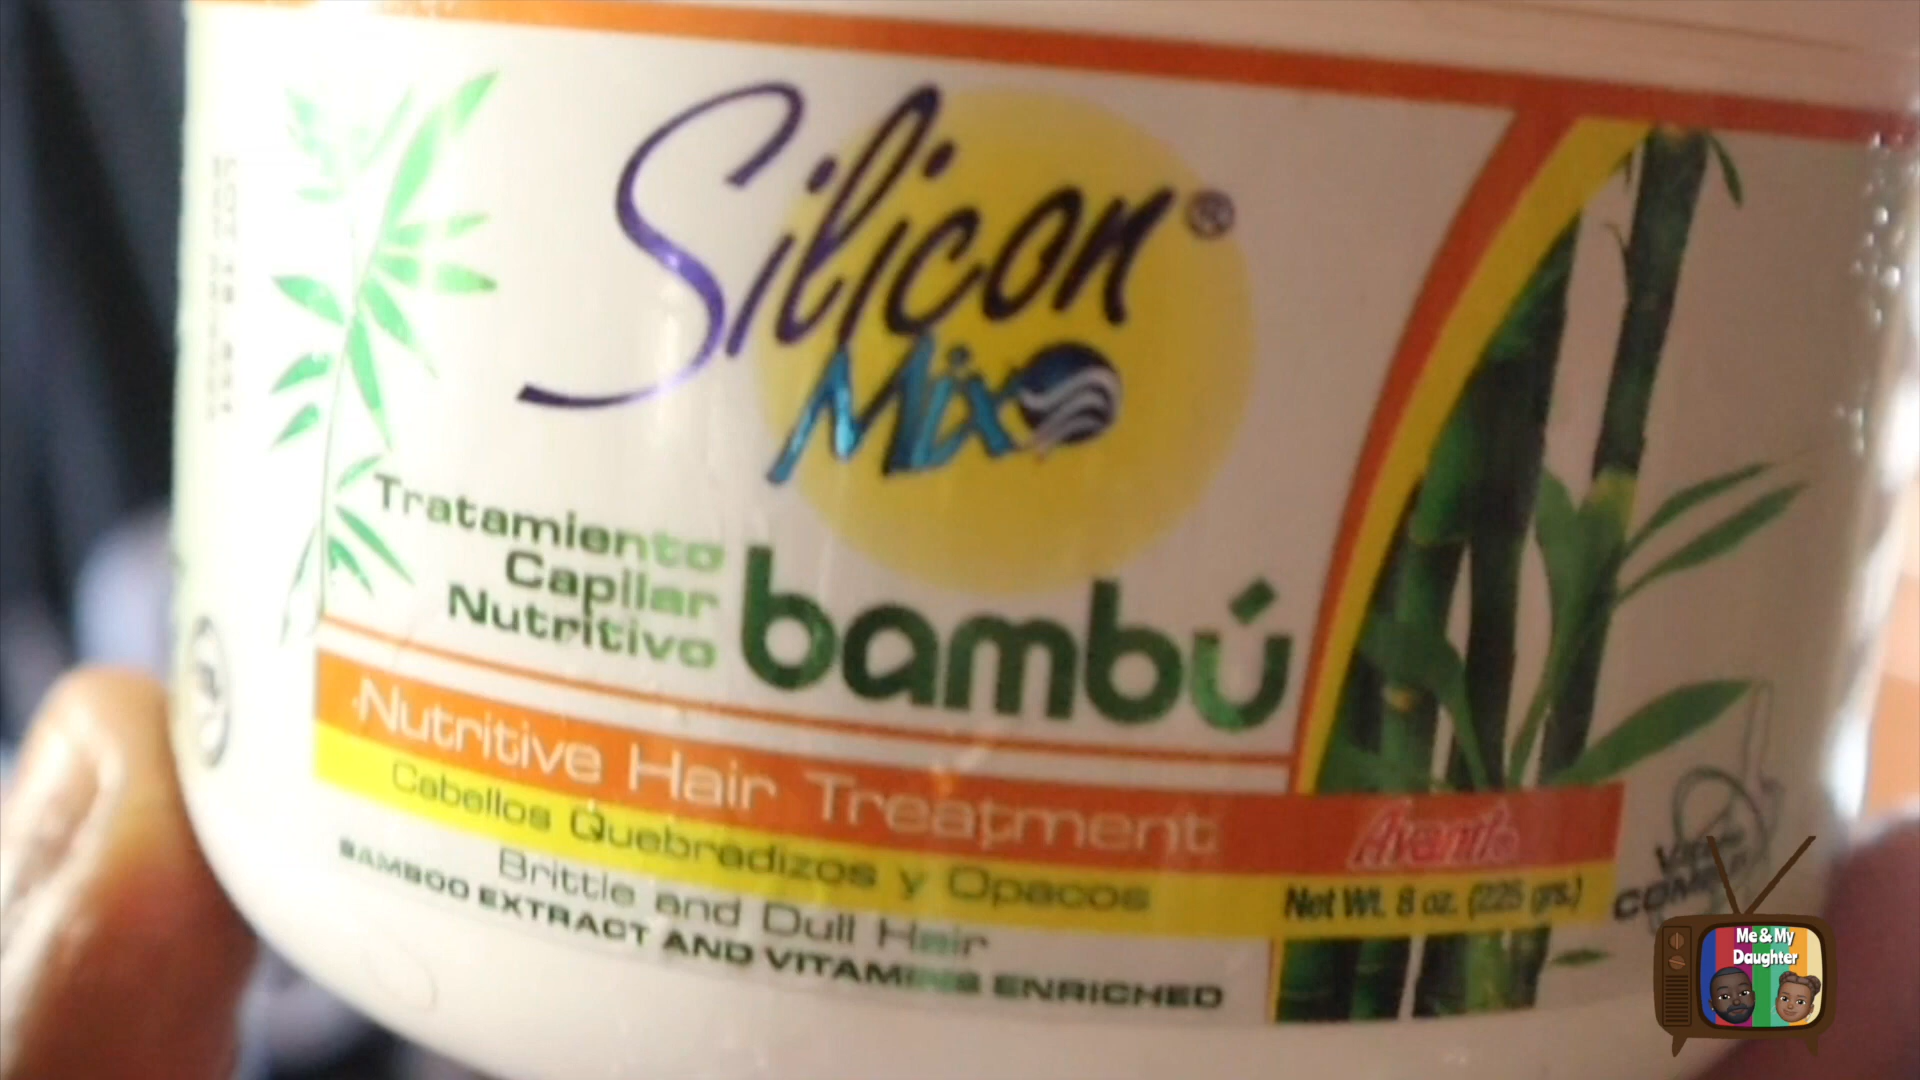 Silicon®
Mix
Tratamiento
Capilar
Nutritivo
bambú
Nutritive Hair Treatment
Avanti
Cabellos Quebradizos y Opacos
Net Wt. 8 oz. (225 grs.)
Brittle and Dull Hair
BAMBOO EXTRACT AND VITAMINS ENRICHED
Me & My
Daughter